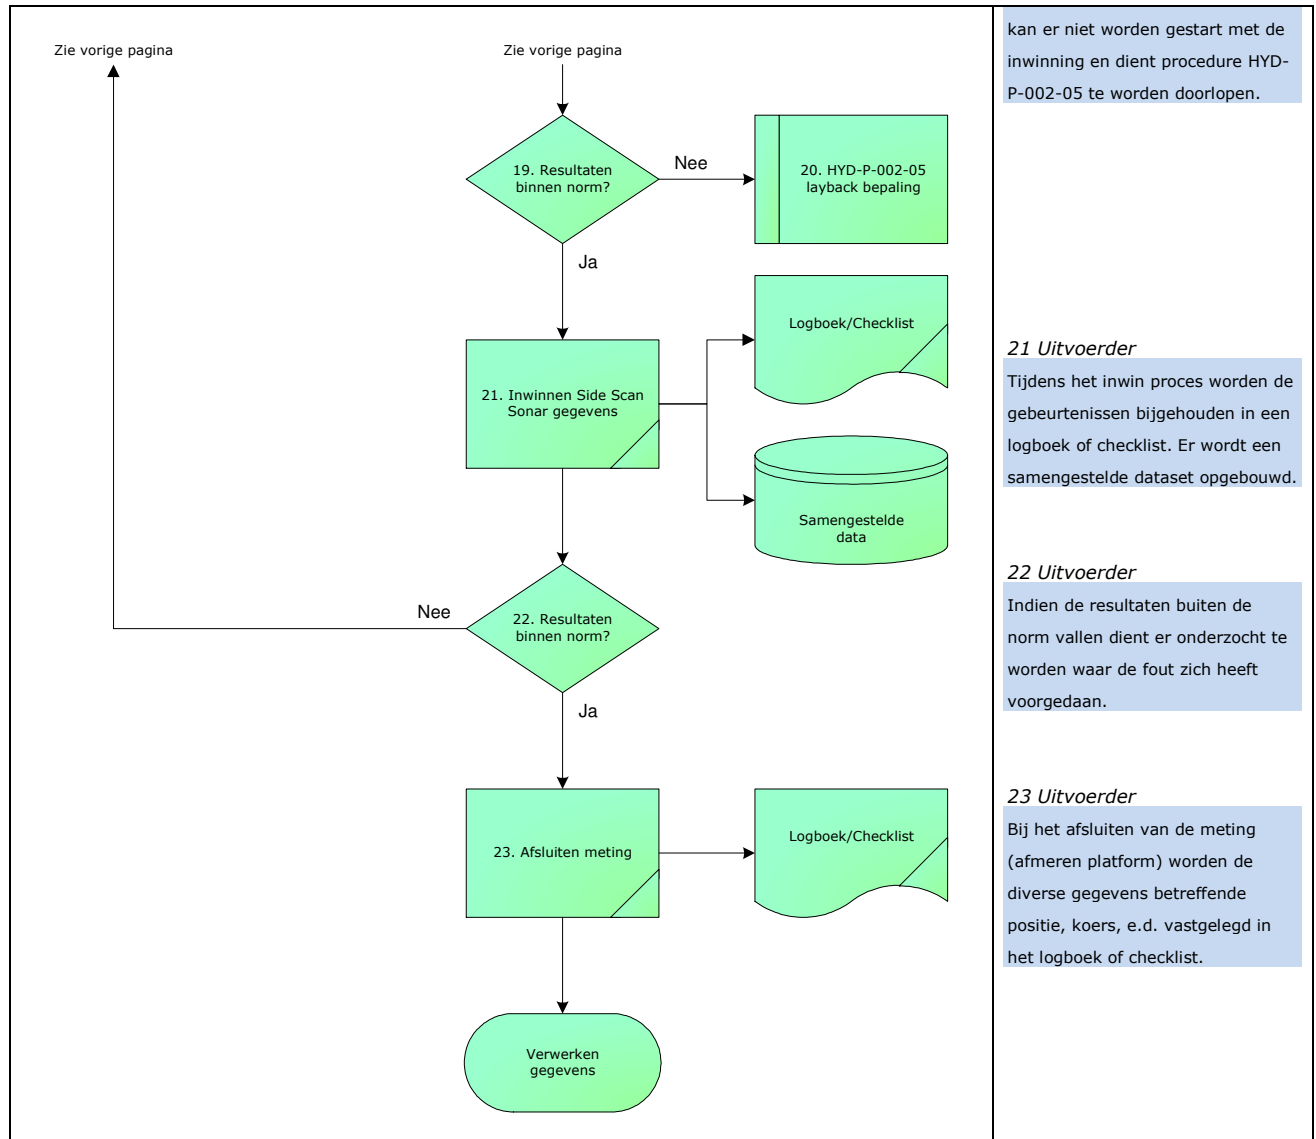 Zie vorige pagina
Zie vorige pagina
19. Resultaten
binnen norm?
Nee
20. HYD-P-002-05
layback bepaling
Ja
Logboek/Checklist
21. Inwinnen Side Scan
Sonar gegevens
Samengestelde
data
Nee
22. Resultaten
binnen norm?
Ja
23. Afsluiten meting
Logboek/Checklist
Verwerken
gegevens
kan er niet worden gestart met de
inwinning en dient procedure HYD-
P-002-05 te worden doorlopen.
21 Uitvoerder
Tijdens het inwin proces worden de
gebeurtenissen bijgehouden in een
logboek of checklist. Er wordt een
samengestelde dataset opgebouwd.
22 Uitvoerder
Indien de resultaten buiten de
norm vallen dient er onderzocht te
worden waar de fout zich heeft
voorgedaan.
23 Uitvoerder
Bij het afsluiten van de meting
(afmeren platform) worden de
diverse gegevens betreffende
positie, koers, e.d. vastgelegd in
het logboek of checklist.